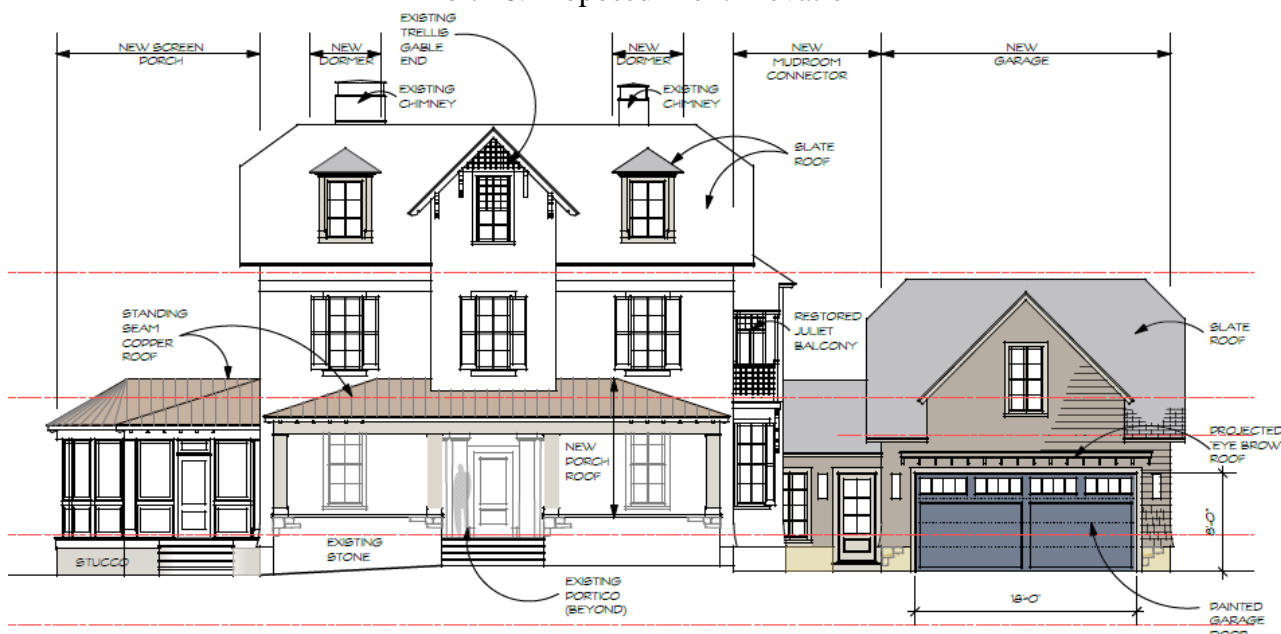 EXISTING
TRELLIS
GABLE
END
NEW SCREEN
PORCH
NEW
DORMER
NEW
DORMER
NEW
MUDROOM
CONNECTOR
NEW
GARAGE
EXISTING
CHIMNEY
EXISTING
CHIMNEY
SLATE
ROOF
STANDING
SEAM
COPPER
ROOF
RESTORED
JULIET
BALCONY
SLATE
ROOF
NEW
PORCH
ROOF
PROJECTED
'EYE BROW'
ROOF
8'-0"
EXISTING
STONE
STUCCO
EXISTING
PORTICO
(BEYOND)
18'-0"
PAINTED
GARAGE